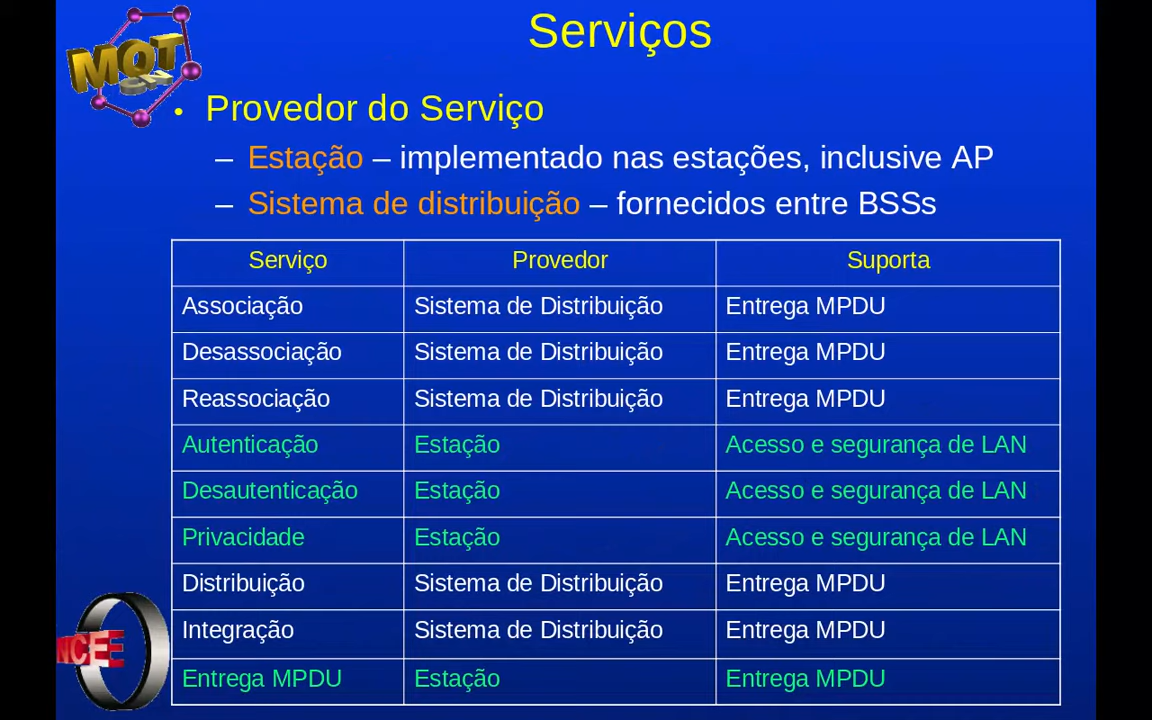 MQT
Serviços
• Provedor do Serviço
– Estação – implementado nas estações, inclusive AP
– Sistema de distribuição – fornecidos entre BSSs
Serviço Provedor Suporta
Associação Sistema de Distribuição Entrega MPDU
Desassociação Sistema de Distribuição Entrega MPDU
Reassociação Sistema de Distribuição Entrega MPDU
Autenticação Estação Acesso e segurança de LAN
Desautenticação Estação Acesso e segurança de LAN
Privacidade Estação Acesso e segurança de LAN
Distribuição Sistema de Distribuição Entrega MPDU
Integração Sistema de Distribuição Entrega MPDU
Entrega MPDU Estação Entrega MPDU